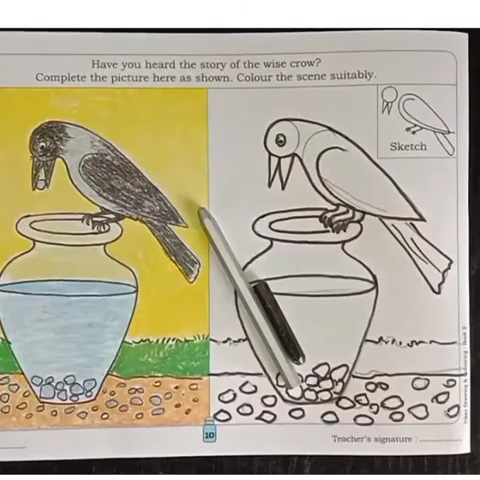 Have you heard the story of the wise crow?
Complete the picture here as shown. Colour the scene suitably.
Sketch
10
Teacher's signature :